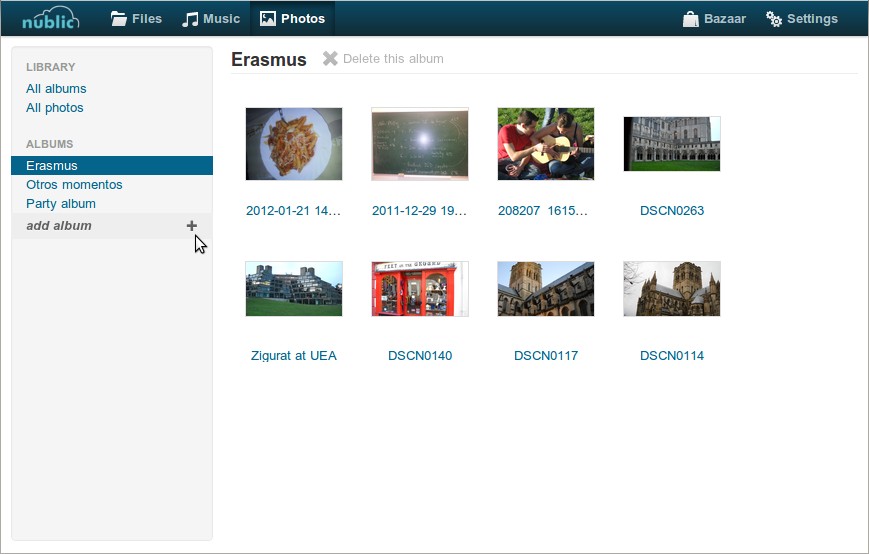 nüblic Files Music Photos Bazaar Settings
LIBRARY
All albums
All photos
ALBUMS
Erasmus
Otros momentos
Party album
add album
Erasmus Delete this album
2012-01-21 14... 2011-12-29 19... 208207 1615... DSCN0263
Zigurat at UEA DSCN0140 DSCN0117 DSCN0114